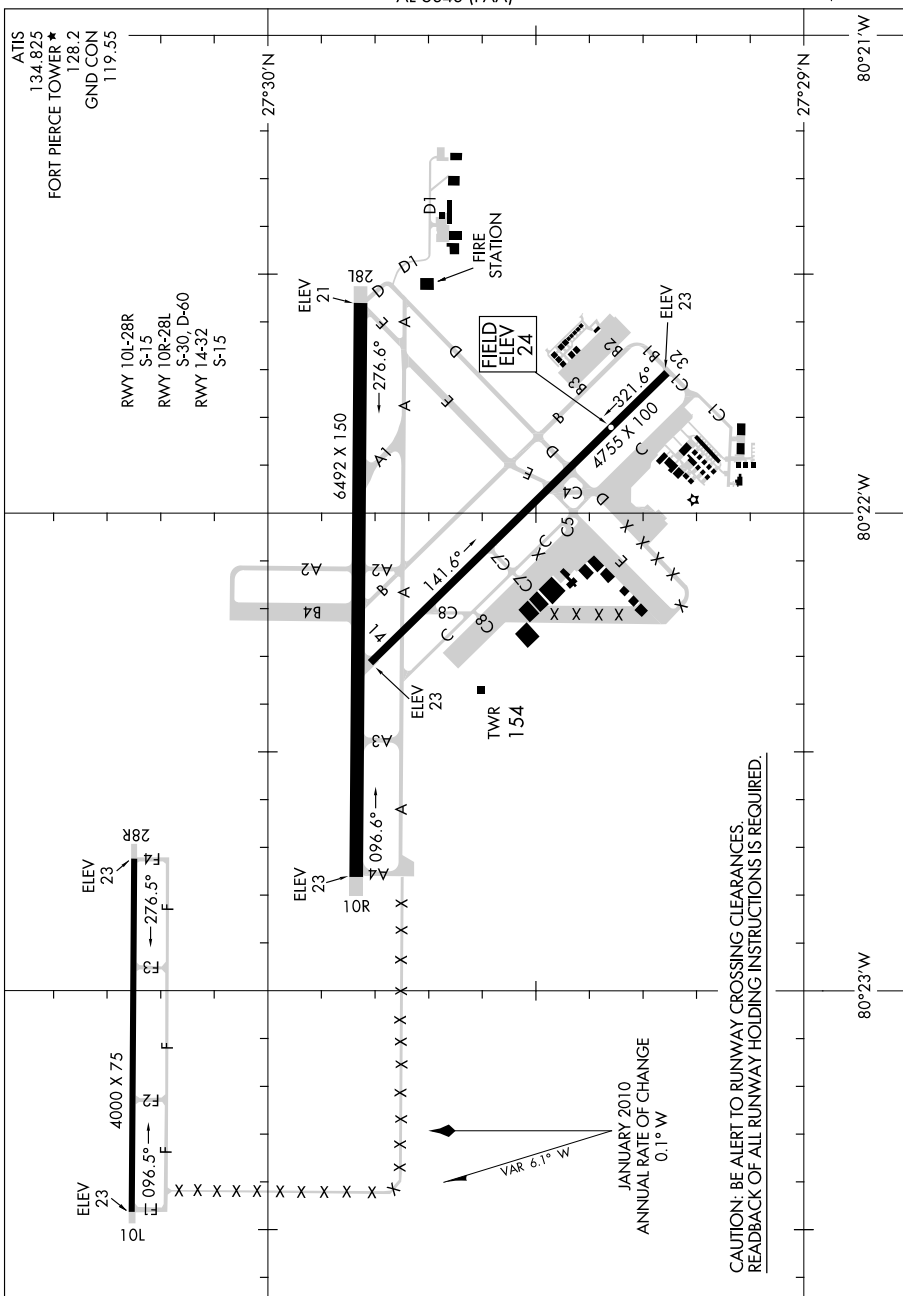 AL-5540 (FAA)
ATIS
134.825
FORT PIERCE TOWER ★
128.2
GND CON
119.55
RWY 10L-28R
S-15
RWY 10R-28L
S-30, D-60
RWY 14-32
S-15
80°21'W
80°22'W
80°23'W
27°30'N
27°29'N
ELEV
23
10L
F1
096.5°
4000 X 75
F2
F
F
F
F3
276.5°
F4
28R
ELEV
23
ELEV
23
10R
A4
096.6°
A
A3
6492 X 150
B4
A2
A2
A
B
A1
A
276.6°
A
E
D
28L
ELEV
21
D1
D1
FIRE
STATION
ELEV
23
14
141.6°
C
C8
C8
C7
C7
C
X
C5
C4
E
D
E
D
B
B3
B2
B1
FIELD
ELEV
24
4755 X 100
321.6°
32
ELEV
23
C1
C1
C
D
E
X X X X X
X X X X
TWR
154
X X X X X X X X
X X X X X X X X X X
VAR 6.1° W
JANUARY 2010
ANNUAL RATE OF CHANGE
0.1° W
CAUTION: BE ALERT TO RUNWAY CROSSING CLEARANCES.
READBACK OF ALL RUNWAY HOLDING INSTRUCTIONS IS REQUIRED.